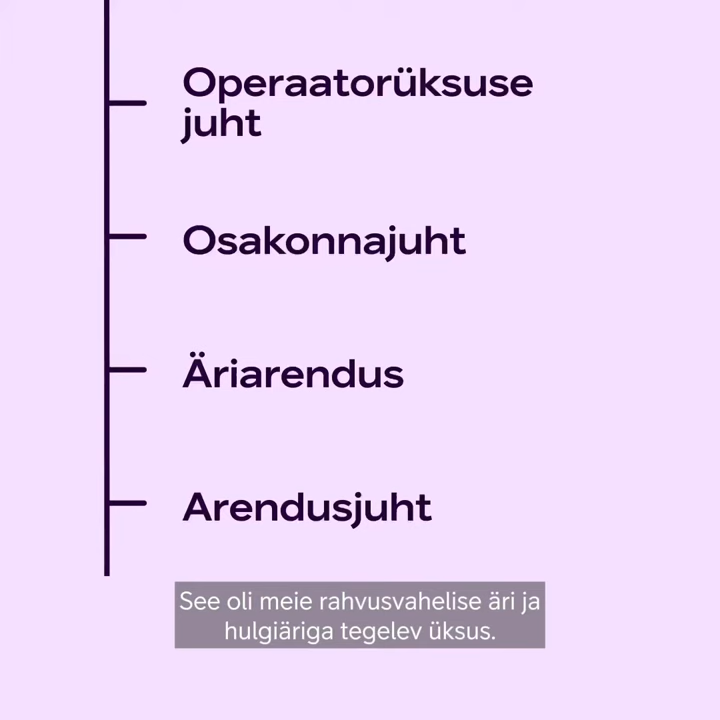 Operaatorüksuse
juht
Osakonnajuht
Äriarendus
Arendusjuht
See oli meie rahvusvahelise äri ja
hulgiäriga tegelev üksus.